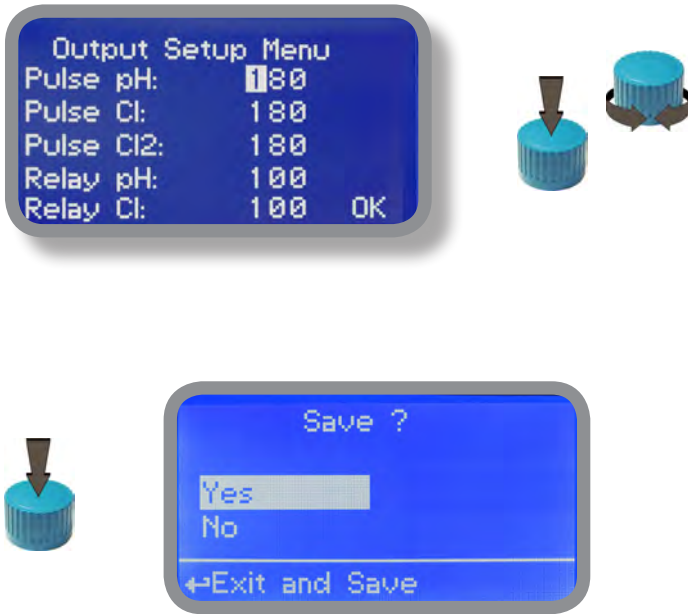 Output Setup Menu
Pulse pH: 180
Pulse Cl: 180
Pulse Cl2: 180
Relay pH: 100
Relay Cl: 100 OK
Save ?
Yes
No
↵Exit and Save